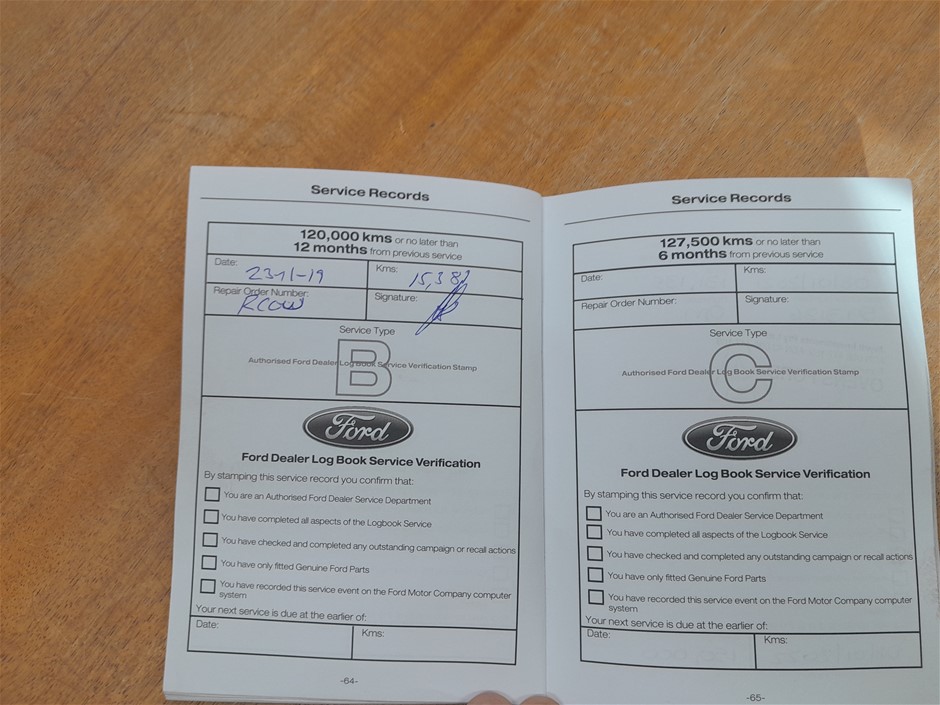 Service Records
120,000 kms or no later than
12 months from previous service
Date: 23-11-19
Kms: 15,38
Repair Order Number:
Signature:
Service Type
B
Authorised Ford Dealer Log Book Service Verification Stamp
Ford
Ford Dealer Log Book Service Verification
By stamping this service record you confirm that:
You are an Authorised Ford Dealer Service Department
You have completed all aspects of the Logbook Service
You have checked and completed any outstanding campaign or recall actions
You have only fitted Genuine Ford Parts
You have recorded this service event on the Ford Motor Company computer
system
Your next service is due at the earlier of:
Date:
Kms:
-64-
Service Records
127,500 kms or no later than
6 months from previous service
Date:
Kms:
Repair Order Number:
Signature:
Service Type
C
Authorised Ford Dealer Log Book Service Verification Stamp
Ford
Ford Dealer Log Book Service Verification
By stamping this service record you confirm that:
You are an Authorised Ford Dealer Service Department
You have completed all aspects of the Logbook Service
You have checked and completed any outstanding campaign or recall actions
You have only fitted Genuine Ford Parts
You have recorded this service event on the Ford Motor Company computer
system
Your next service is due at the earlier of:
Date:
Kms:
-65-